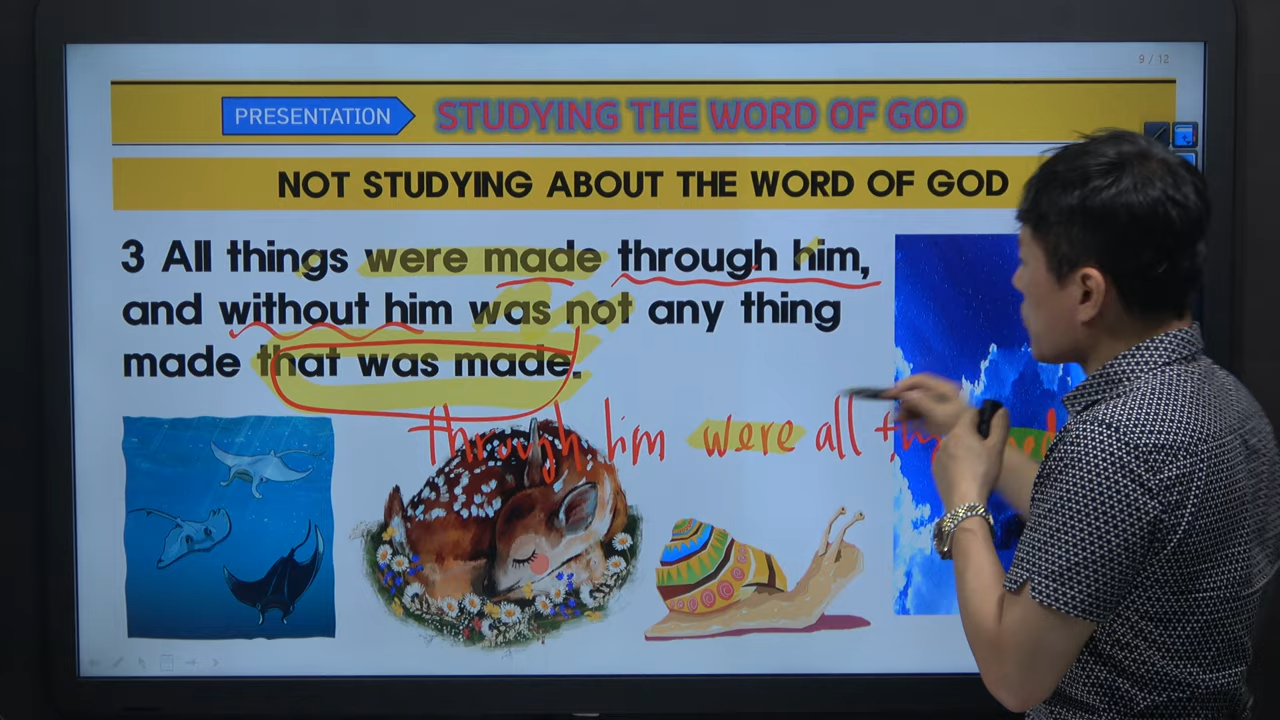 9 / 12
PRESENTATION
STUDYING THE WORD OF GOD
NOT STUDYING ABOUT THE WORD OF GOD
3 All things were made through him,
and without him was not any thing
made that was made.
through him were all